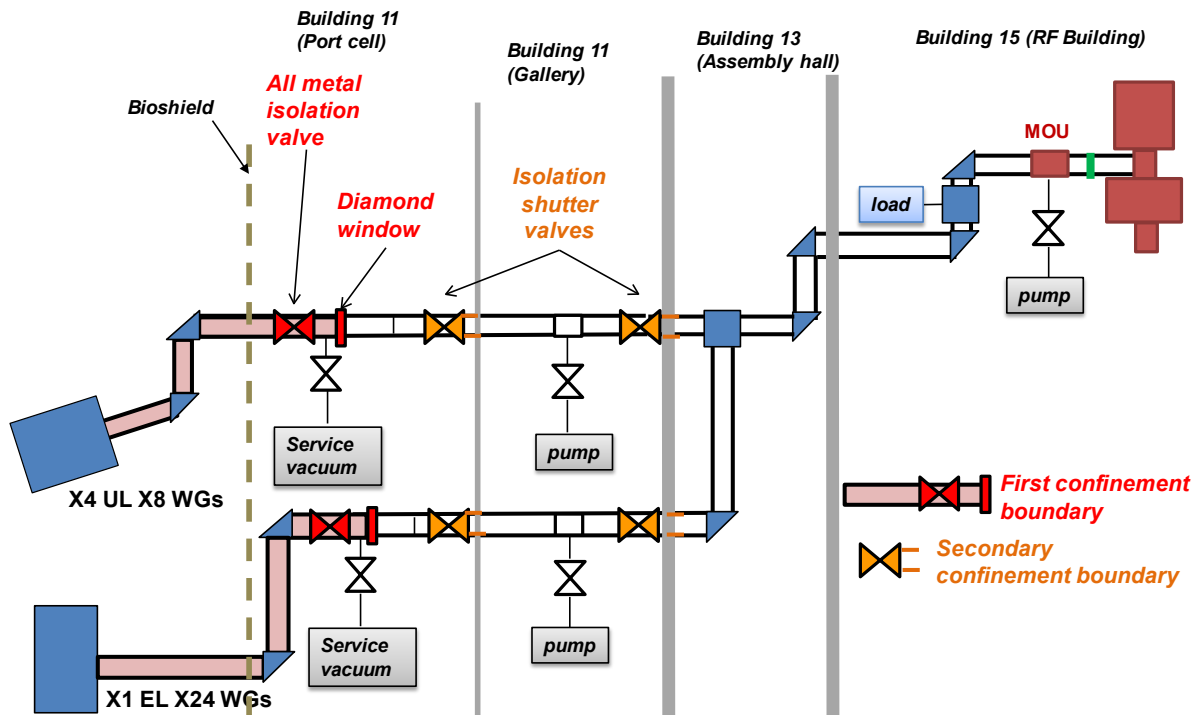 Building 11
(Port cell)
Building 11
(Gallery)
Building 13
(Assembly hall)
Building 15 (RF Building)
Bioshield
All metal
isolation
valve
Diamond
window
Isolation
shutter
valves
MOU
load
pump
Service
vacuum
pump
X4 UL X8 WGs
First confinement
boundary
Secondary
confinement boundary
Service
vacuum
pump
X1 EL X24 WGs